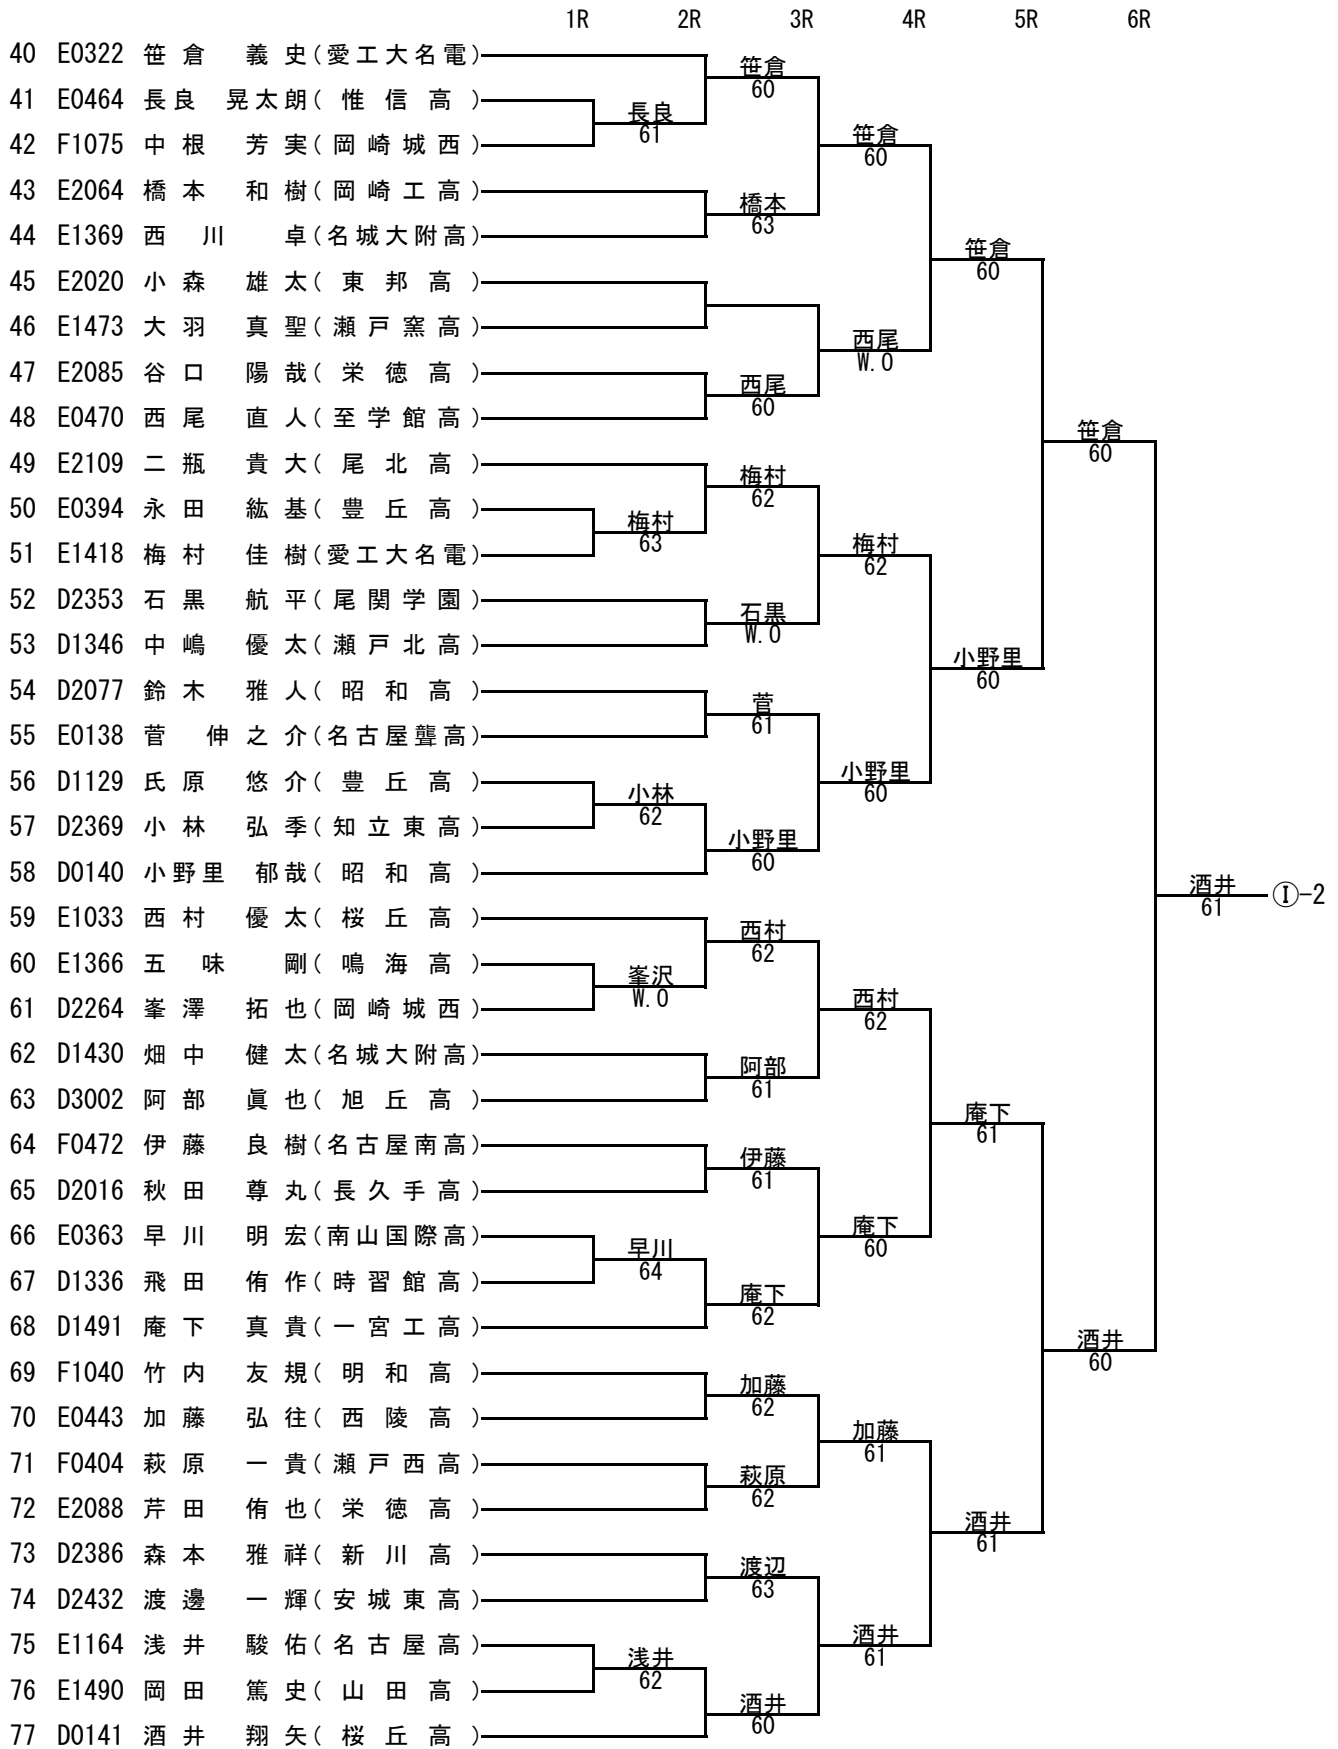 1R 2R 3R 4R 5R 6R
40 E0322 笹倉 義史(愛工大名電)
笹倉
60
41 E0464 長良 晃太朗(惟信高)
長良
61
42 F1075 中根 芳実(岡崎城西)
笹倉
60
43 E2064 橋本 和樹(岡崎工高)
橋本
63
44 E1369 西川 卓(名城大附高)
笹倉
60
45 E2020 小森 雄太(東邦高)
46 E1473 大羽 真聖(瀬戸窯高)
西尾
W.O
47 E2085 谷口 陽哉(栄徳高)
西尾
60
48 E0470 西尾 直人(至学館高)
笹倉
60
49 E2109 二瓶 貴大(尾北高)
梅村
62
50 E0394 永田 紘基(豊丘高)
梅村
63
51 E1418 梅村 佳樹(愛工大名電)
梅村
62
52 D2353 石黒 航平(尾関学園)
石黒
W.O
53 D1346 中嶋 優太(瀬戸北高)
小野里
60
54 D2077 鈴木 雅人(昭和高)
菅
61
55 E0138 菅 伸之介(名古屋聾高)
小野里
60
56 D1129 氏原 悠介(豊丘高)
小林
62
57 D2369 小林 弘季(知立東高)
小野里
60
58 D0140 小野里 郁哉(昭和高)
酒井
61
Ⓘ-2
59 E1033 西村 優太(桜丘高)
西村
62
60 E1366 五味 剛(鳴海高)
峯沢
W.O
61 D2264 峯澤 拓也(岡崎城西)
西村
62
62 D1430 畑中 健太(名城大附高)
阿部
61
63 D3002 阿部 眞也(旭丘高)
庵下
61
64 F0472 伊藤 良樹(名古屋南高)
伊藤
61
65 D2016 秋田 尊丸(長久手高)
庵下
60
66 E0363 早川 明宏(南山国際高)
早川
64
67 D1336 飛田 侑作(時習館高)
庵下
62
68 D1491 庵下 真貴(一宮工高)
酒井
60
69 F1040 竹内 友規(明和高)
加藤
62
70 E0443 加藤 弘往(西陵高)
加藤
61
71 F0404 萩原 一貴(瀬戸西高)
萩原
62
72 E2088 芹田 侑也(栄徳高)
酒井
61
73 D2386 森本 雅祥(新川高)
渡辺
63
74 D2432 渡邊 一輝(安城東高)
酒井
61
75 E1164 浅井 駿佑(名古屋高)
浅井
62
76 E1490 岡田 篤史(山田高)
酒井
60
77 D0141 酒井 翔矢(桜丘高)